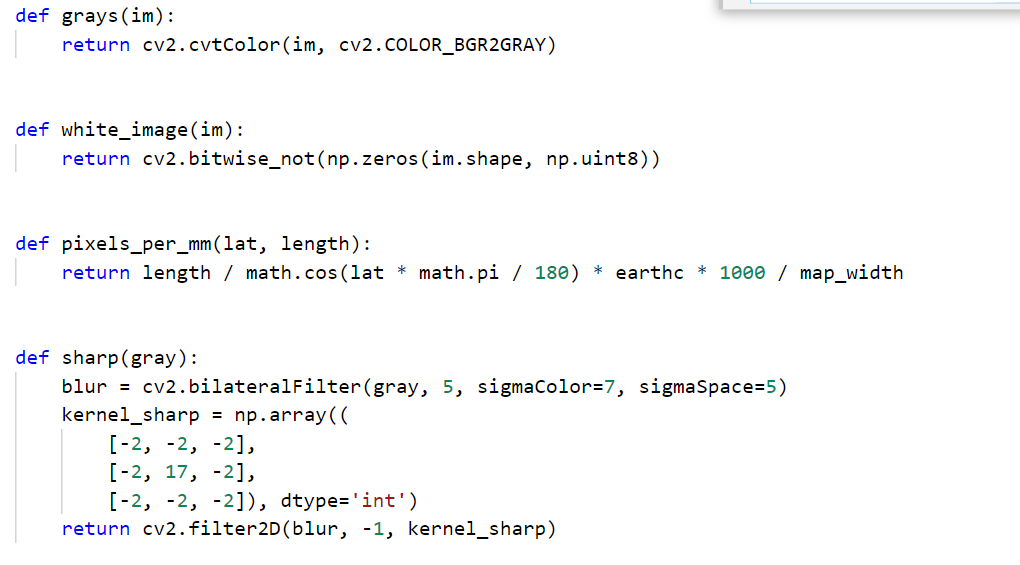 def grays(im):
    return cv2.cvtColor(im, cv2.COLOR_BGR2GRAY)
def white_image(im):
    return cv2.bitwise_not(np.zeros(im.shape, np.uint8))
def pixels_per_mm(lat, length):
    return length / math.cos(lat * math.pi / 180) * earthc * 1000 / map_width
def sharp(gray):
    blur = cv2.bilateralFilter(gray, 5, sigmaColor=7, sigmaSpace=5)
    kernel_sharp = np.array((
        [-2, -2, -2],
        [-2, 17, -2],
        [-2, -2, -2]), dtype='int')
    return cv2.filter2D(blur, -1, kernel_sharp)